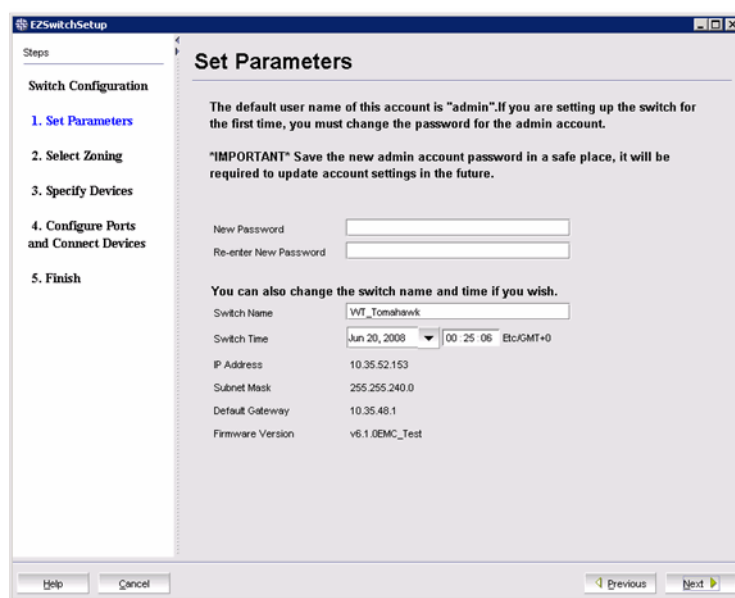 EZSwitchSetup
Steps
Switch Configuration
1. Set Parameters
2. Select Zoning
3. Specify Devices
4. Configure Ports
and Connect Devices
5. Finish
Set Parameters
The default user name of this account is "admin".If you are setting up the switch for
the first time, you must change the password for the admin account.
*IMPORTANT* Save the new admin account password in a safe place, it will be
required to update account settings in the future.
New Password
Re-enter New Password
You can also change the switch name and time if you wish.
Switch Name WT_Tomahawk
Switch Time Jun 20, 2008 00:25:06 Etc/GMT+0
IP Address 10.35.52.153
Subnet Mask 255.255.240.0
Default Gateway 10.35.48.1
Firmware Version v6.1.0EMC_Test
Help Cancel Previous Next